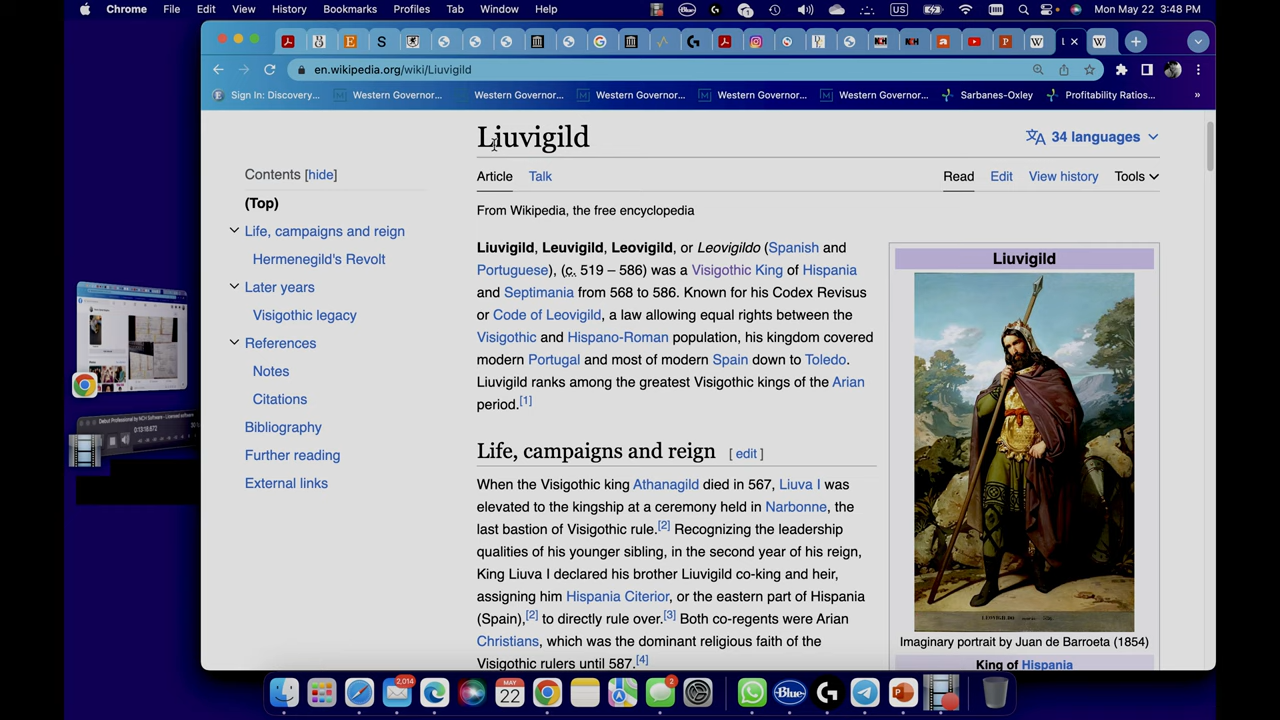 Chrome File Edit View History Bookmarks Profiles Tab Window Help
US
Mon May 22 3:48 PM
en.wikipedia.org/wiki/Liuvigild
Sign In: Discovery... Western Governor... Western Governor... Western Governor... Western Governor... Western Governor... Sarbanes-Oxley Profitability Ratios... »
Liuvigild
34 languages
Article Talk
Read Edit View history Tools
Contents [hide]
(Top)
Life, campaigns and reign
Hermenegild's Revolt
Later years
Visigothic legacy
References
Notes
Citations
Bibliography
Further reading
External links
From Wikipedia, the free encyclopedia
Liuvigild, Leuvigild, Leovigild, or Leovigildo (Spanish and
Portuguese), (c. 519 – 586) was a Visigothic King of Hispania
and Septimania from 568 to 586. Known for his Codex Revisus
or Code of Leovigild, a law allowing equal rights between the
Visigothic and Hispano-Roman population, his kingdom covered
modern Portugal and most of modern Spain down to Toledo.
Liuvigild ranks among the greatest Visigothic kings of the Arian
period.[1]
Life, campaigns and reign [ edit ]
When the Visigothic king Athanagild died in 567, Liuva I was
elevated to the kingship at a ceremony held in Narbonne, the
last bastion of Visigothic rule.[2] Recognizing the leadership
qualities of his younger sibling, in the second year of his reign,
King Liuva I declared his brother Liuvigild co-king and heir,
assigning him Hispania Citerior, or the eastern part of Hispania
(Spain),[2] to directly rule over.[3] Both co-regents were Arian
Christians, which was the dominant religious faith of the
Visigothic rulers until 587.[4]
Liuvigild
Imaginary portrait by Juan de Barroeta (1854)
King of Hispania
Debut Professional by NCH Software - Licensed software
2,014
MAY
22
2
Blue